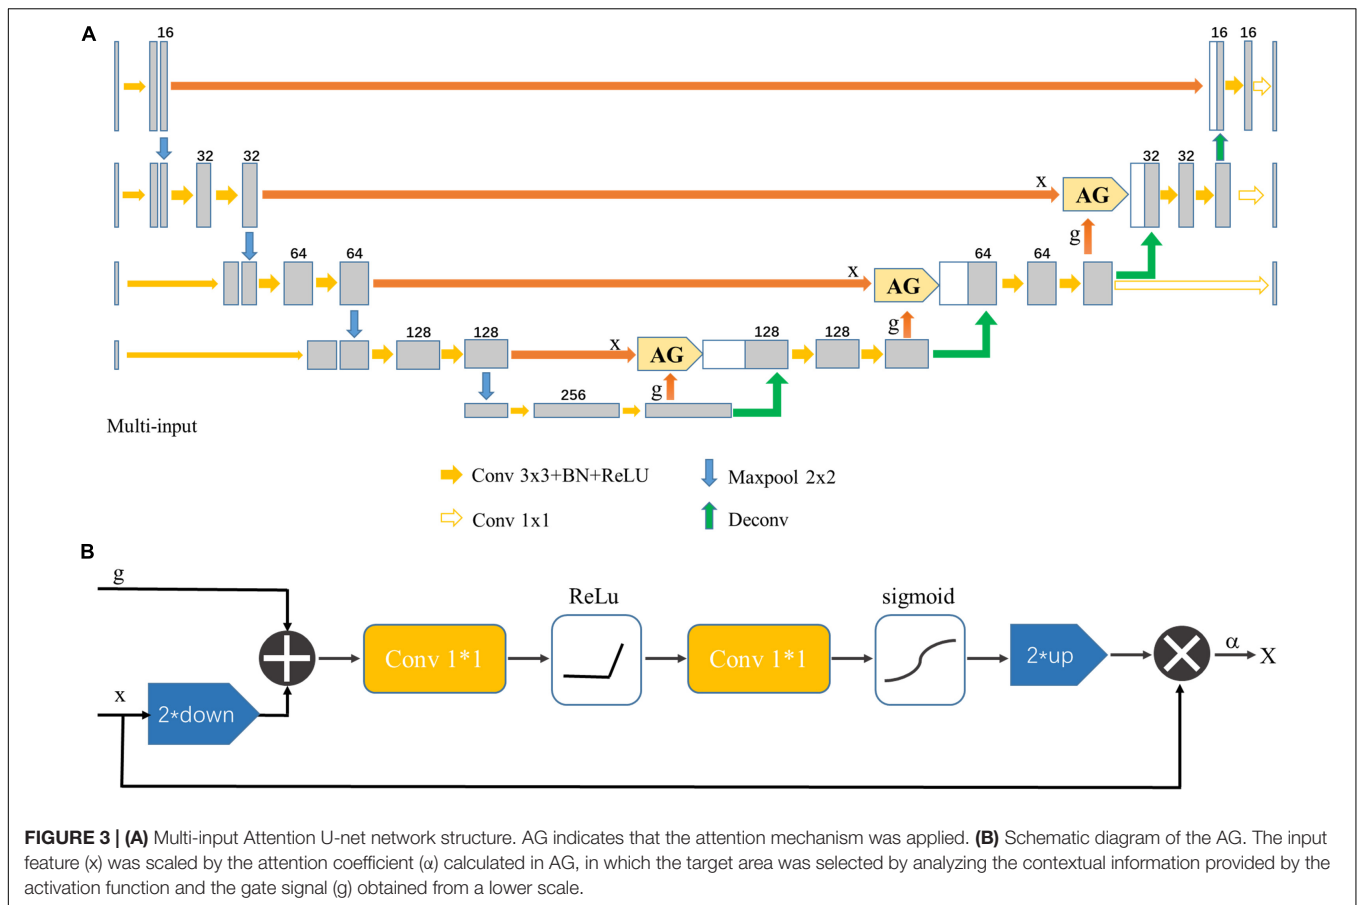 A
16
16 16
32 32
x
AG
32 32
g
64 64
x
AG
64 64
g
128 128
x
AG
128 128
g
256
Multi-input
Conv 3x3+BN+ReLU
Maxpool 2x2
Conv 1x1
Deconv
B
g
ReLu
sigmoid
Conv 1*1
Conv 1*1
2*up
α
X
x
2*down
FIGURE 3 | (A) Multi-input Attention U-net network structure. AG indicates that the attention mechanism was applied. (B) Schematic diagram of the AG. The input
feature (x) was scaled by the attention coefficient (α) calculated in AG, in which the target area was selected by analyzing the contextual information provided by the
activation function and the gate signal (g) obtained from a lower scale.